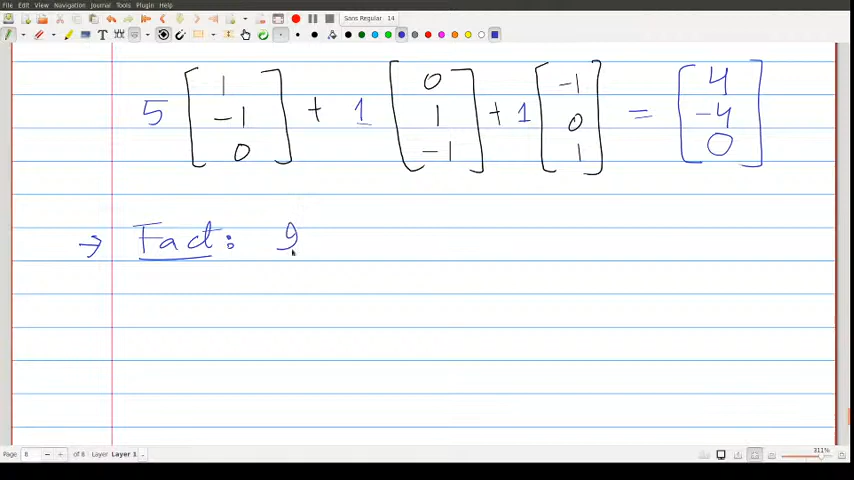 File Edit View Navigation Journal Tools Plugin Help
Sans Regular 14
5 [1 -1 0] + 1 [0 1 -1] + 1 [-1 0 1] = [4 -4 0]
→ Fact: 9
Page 8 of 8 Layer Layer 1 311%